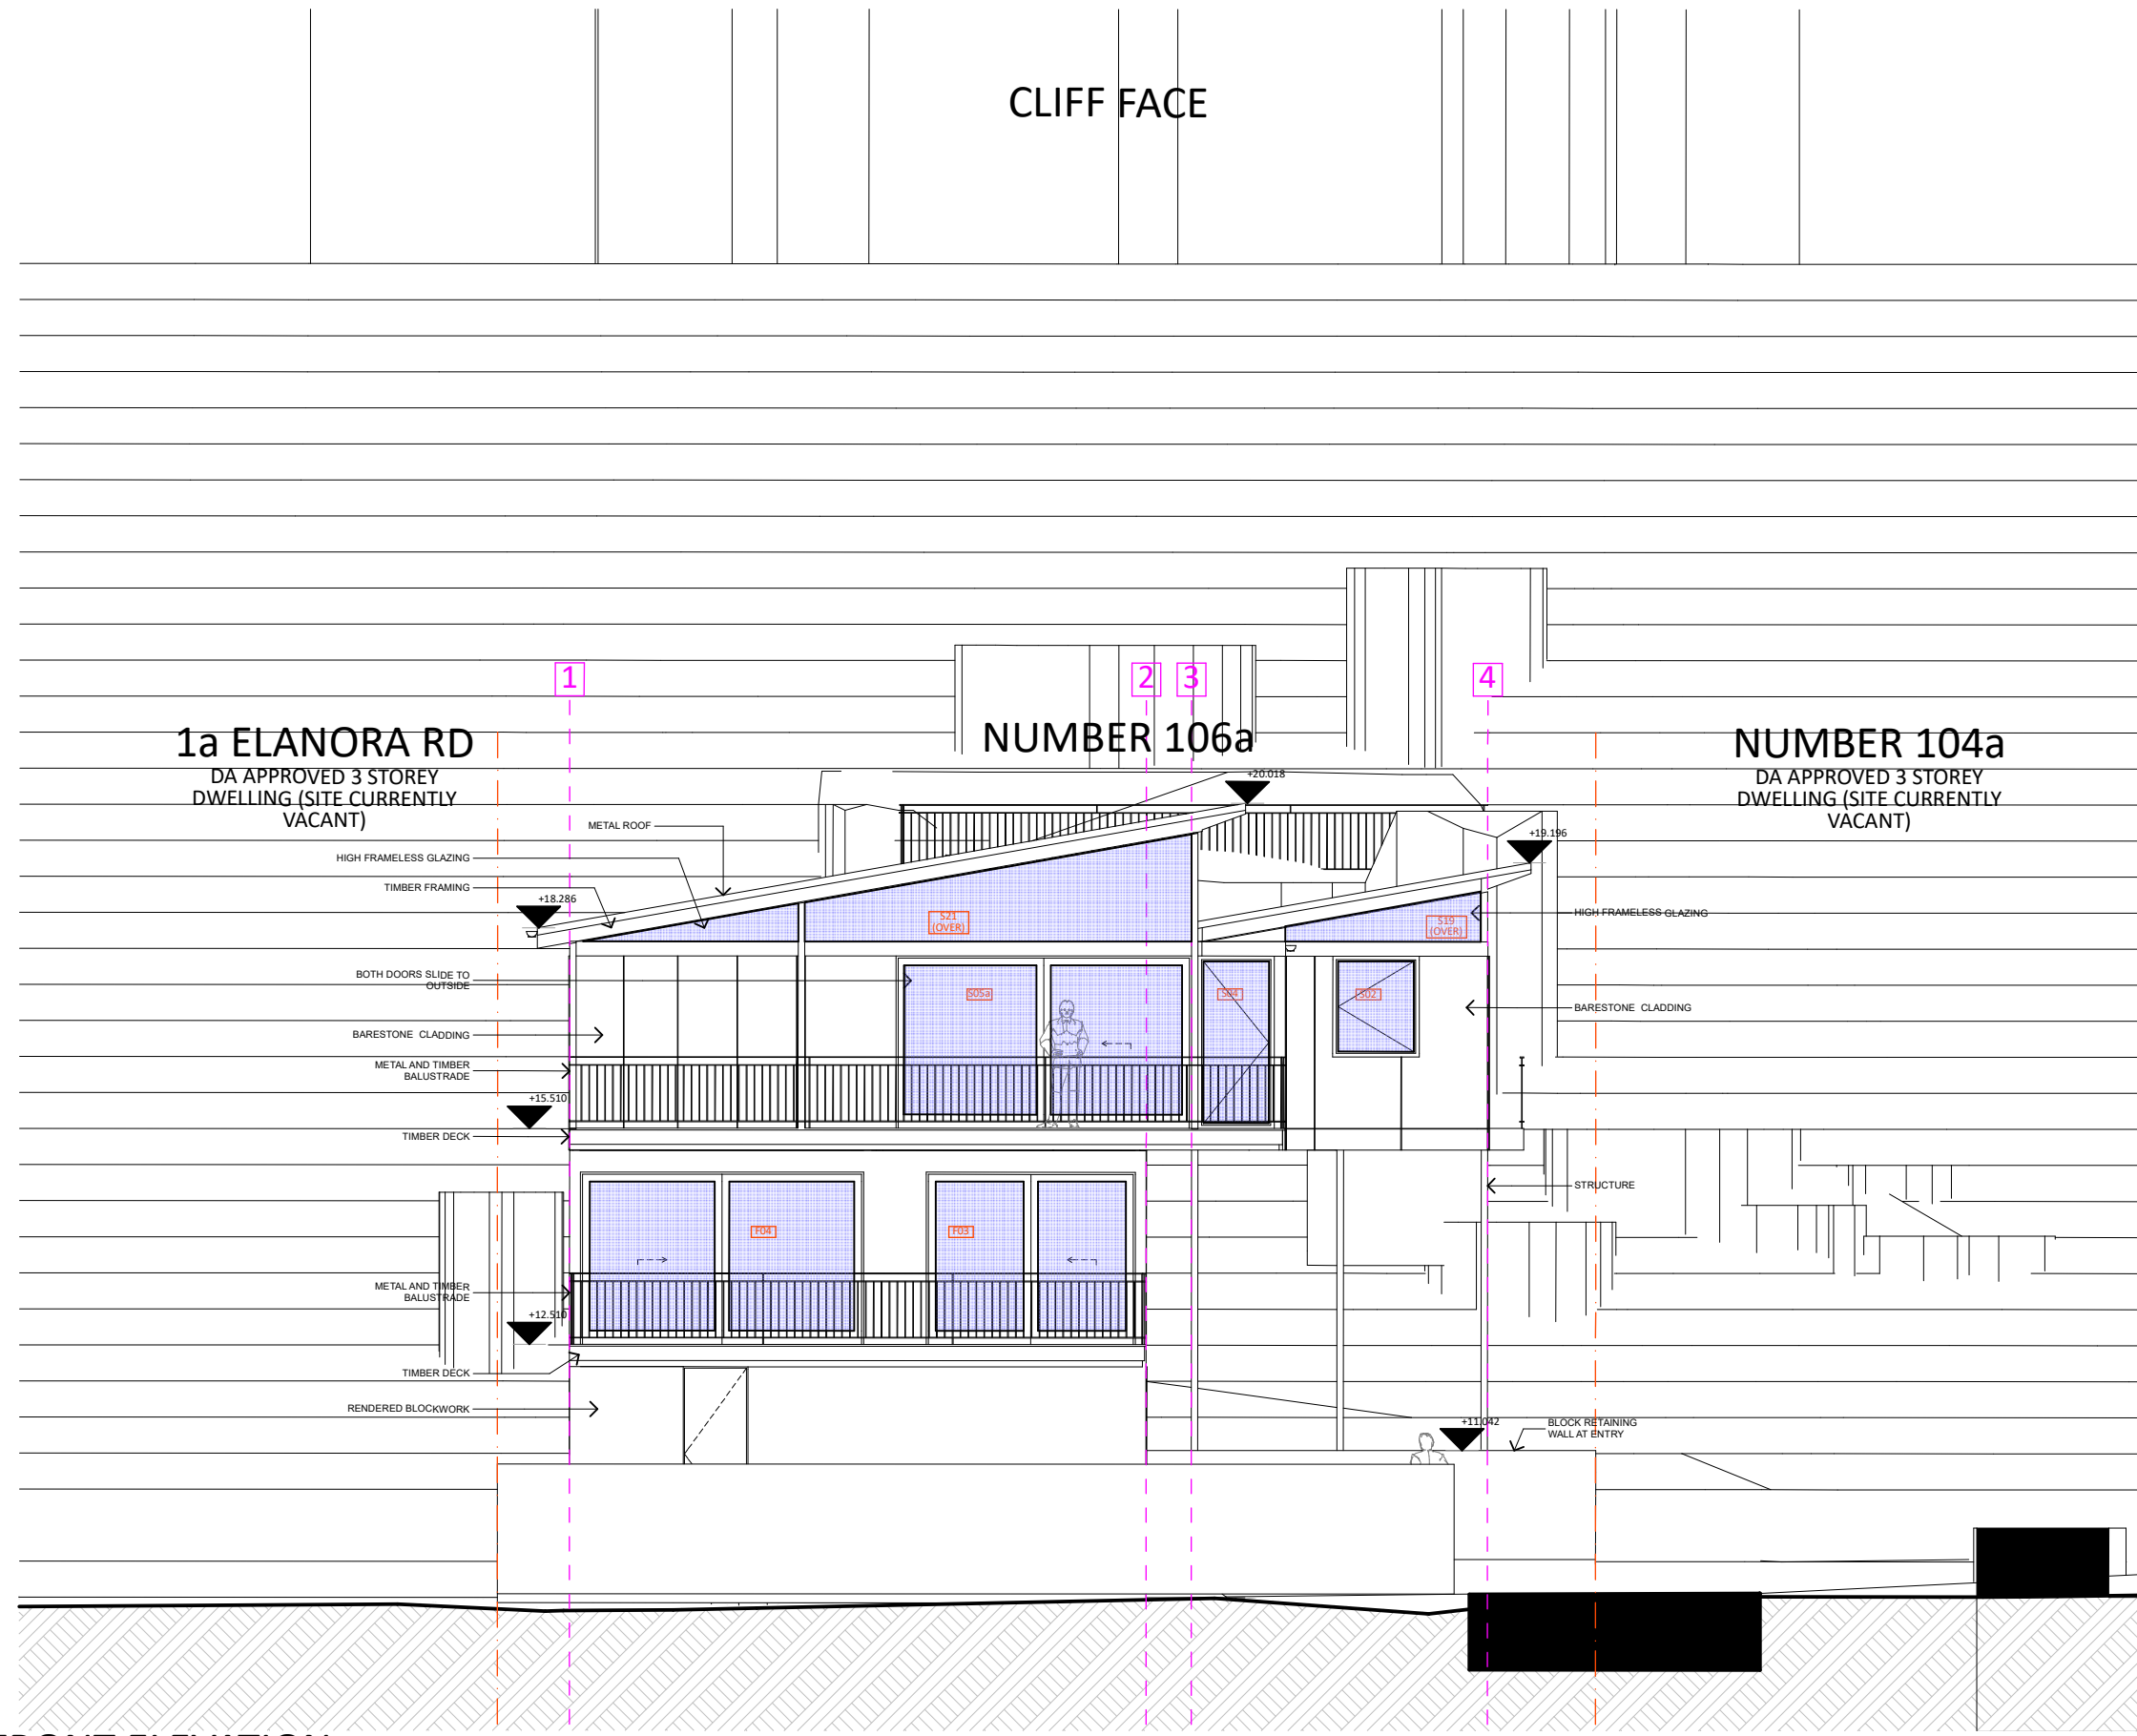 CLIFF FACE
1
2
3
4
1a ELANORA RD
DA APPROVED 3 STOREY
DWELLING (SITE CURRENTLY
VACANT)
NUMBER 106a
NUMBER 104a
DA APPROVED 3 STOREY
DWELLING (SITE CURRENTLY
VACANT)
+20.018
METAL ROOF
+19.196
HIGH FRAMELESS GLAZING
TIMBER FRAMING
+18.286
S21
(OVER)
S19
(OVER)
HIGH FRAMELESS GLAZING
BOTH DOORS SLIDE TO
OUTSIDE
S05a
S04
S02
BARESTONE CLADDING
BARESTONE CLADDING
METAL AND TIMBER
BALUSTRADE
+15.510
TIMBER DECK
STRUCTURE
F04
F03
METAL AND TIMBER
BALUSTRADE
+12.510
TIMBER DECK
RENDERED BLOCKWORK
+11.042
BLOCK RETAINING
WALL AT ENTRY
FRONT ELEVATION